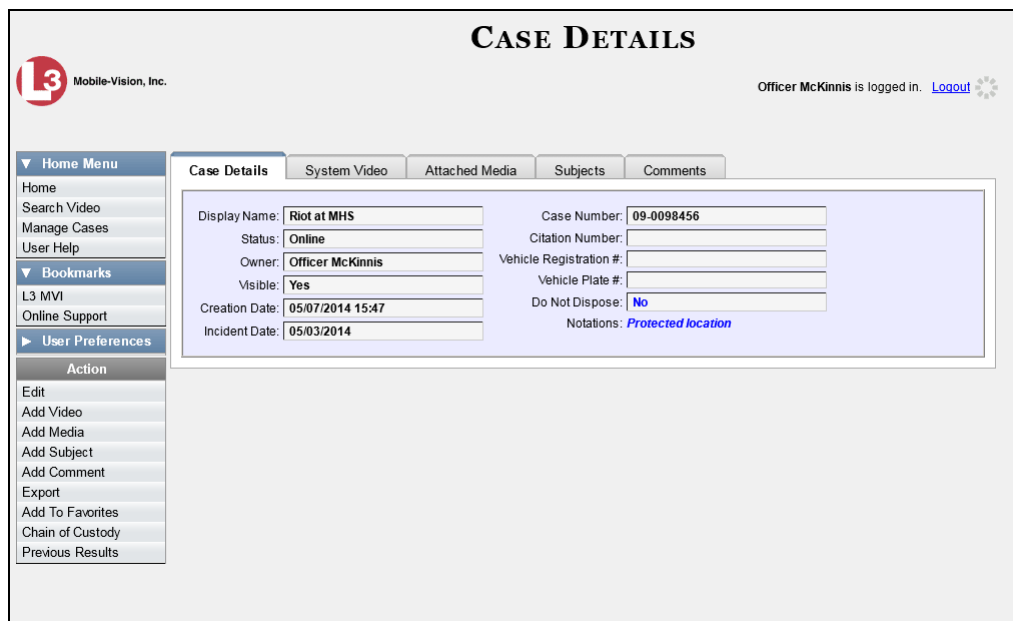 CASE DETAILS
L3 Mobile-Vision, Inc.
Officer McKinnis is logged in. Logout
▼ Home Menu
Home
Search Video
Manage Cases
User Help
▼ Bookmarks
L3 MVI
Online Support
▶ User Preferences
Action
Edit
Add Video
Add Media
Add Subject
Add Comment
Export
Add To Favorites
Chain of Custody
Previous Results
Case Details System Video Attached Media Subjects Comments
Display Name: Riot at MHS
Status: Online
Owner: Officer McKinnis
Visible: Yes
Creation Date: 05/07/2014 15:47
Incident Date: 05/03/2014
Case Number: 09-0098456
Citation Number:
Vehicle Registration #:
Vehicle Plate #:
Do Not Dispose: No
Notations: Protected location